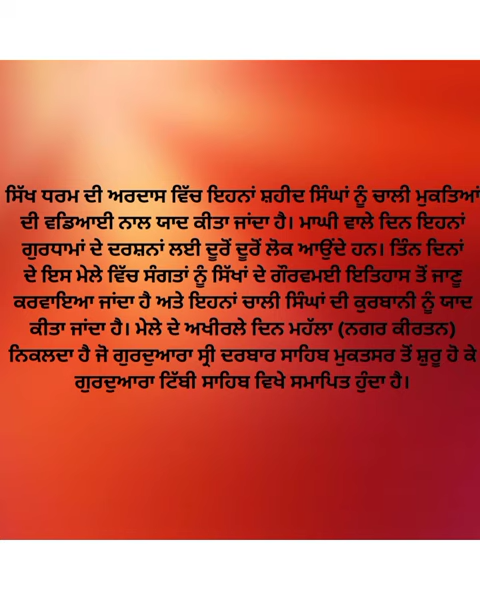 ਸਿੱਖ ਧਰਮ ਦੀ ਅਰਦਾਸ ਵਿੱਚ ਇਹਨਾਂ ਸ਼ਹੀਦ ਸਿੰਘਾਂ ਨੂੰ ਚਾਲੀ ਮੁਕਤਿਆਂ
ਦੀ ਵਡਿਆਈ ਨਾਲ ਯਾਦ ਕੀਤਾ ਜਾਂਦਾ ਹੈ। ਮਾਘੀ ਵਾਲੇ ਦਿਨ ਇਹਨਾਂ
ਗੁਰਧਾਮਾਂ ਦੇ ਦਰਸ਼ਨਾਂ ਲਈ ਦੂਰੋਂ ਦੂਰੋਂ ਲੋਕ ਆਉਂਦੇ ਹਨ। ਤਿੰਨ ਦਿਨਾਂ
ਦੇ ਇਸ ਮੇਲੇ ਵਿੱਚ ਸੰਗਤਾਂ ਨੂੰ ਸਿੱਖਾਂ ਦੇ ਗੌਰਵਮਈ ਇਤਿਹਾਸ ਤੋਂ ਜਾਣੂ
ਕਰਵਾਇਆ ਜਾਂਦਾ ਹੈ ਅਤੇ ਇਹਨਾਂ ਚਾਲੀ ਸਿੰਘਾਂ ਦੀ ਕੁਰਬਾਨੀ ਨੂੰ ਯਾਦ
ਕੀਤਾ ਜਾਂਦਾ ਹੈ। ਮੇਲੇ ਦੇ ਅਖੀਰਲੇ ਦਿਨ ਮਹੱਲਾ (ਨਗਰ ਕੀਰਤਨ)
ਨਿਕਲਦਾ ਹੈ ਜੋ ਗੁਰਦੁਆਰਾ ਸ੍ਰੀ ਦਰਬਾਰ ਸਾਹਿਬ ਮੁਕਤਸਰ ਤੋਂ ਸ਼ੁਰੂ ਹੋ ਕੇ
ਗੁਰਦੁਆਰਾ ਟਿੱਬੀ ਸਾਹਿਬ ਵਿਖੇ ਸਮਾਪਿਤ ਹੁੰਦਾ ਹੈ।